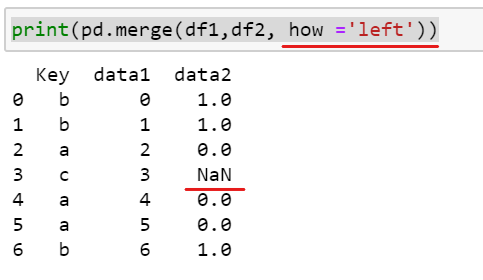 print(pd.merge(df1,df2, how ='left'))
Key data1 data2
0 b 0 1.0
1 b 1 1.0
2 a 2 0.0
3 c 3 NaN
4 a 4 0.0
5 a 5 0.0
6 b 6 1.0